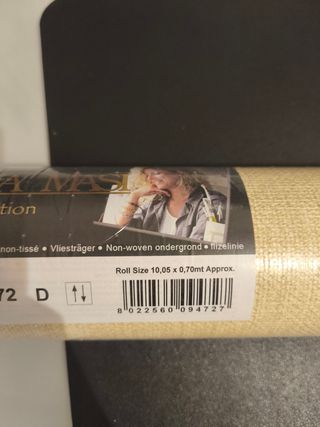 A MASI
tion
non-tissé • Vliesträger • Non-woven ondergrond • flizelinie
Roll Size 10,05 x 0,70mt Approx.
72 D
8 022560 094727